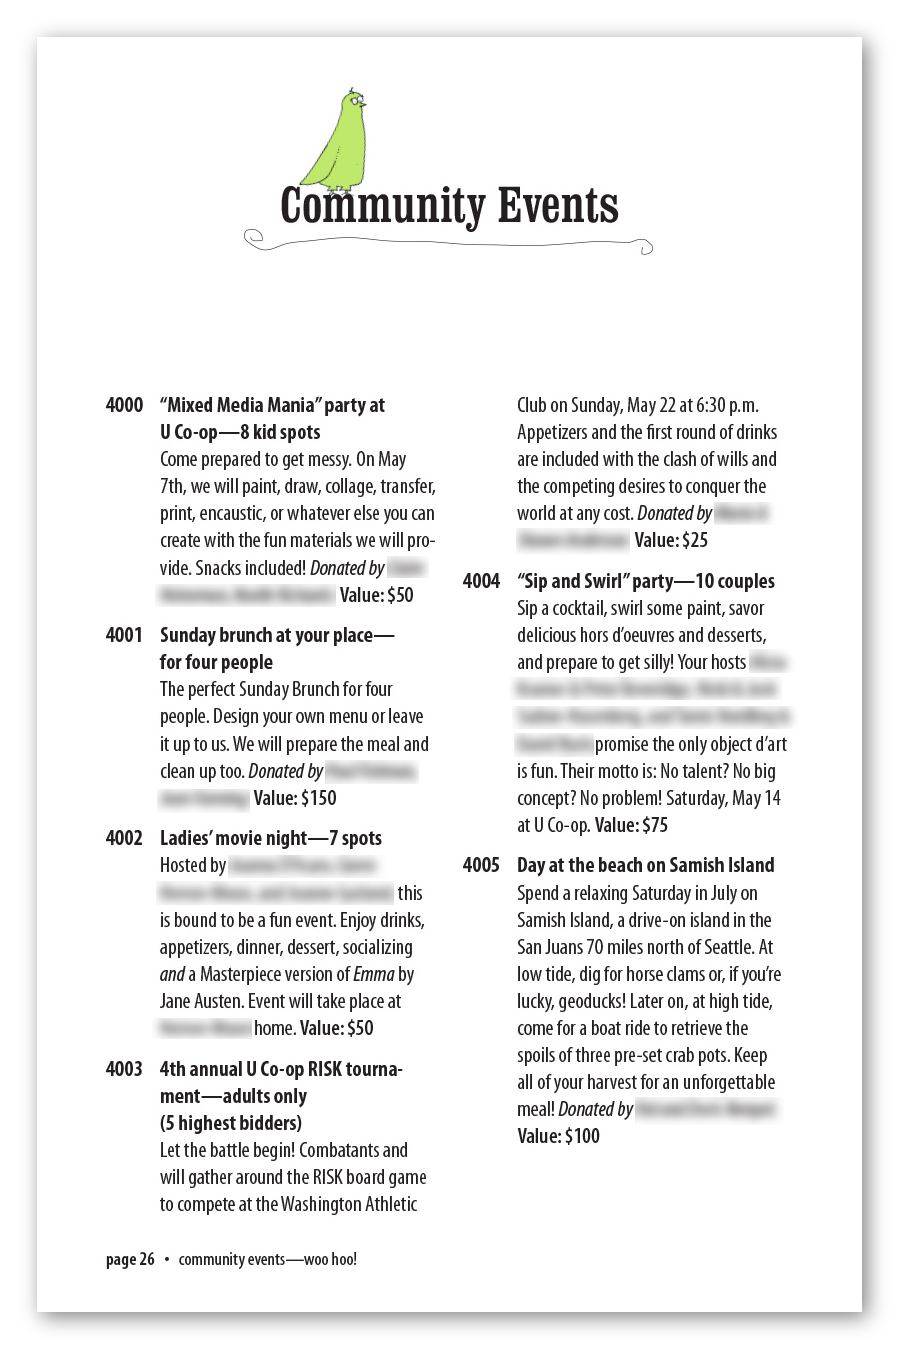 Community Events
4000 “Mixed Media Mania” party at
U Co-op—8 kid spots
Come prepared to get messy. On May
7th, we will paint, draw, collage, transfer,
print, encaustic, or whatever else you can
create with the fun materials we will pro-
vide. Snacks included! Donated by
Value: $50
4001 Sunday brunch at your place—
for four people
The perfect Sunday Brunch for four
people. Design your own menu or leave
it up to us. We will prepare the meal and
clean up too. Donated by
Value: $150
4002 Ladies’ movie night—7 spots
Hosted by
this
is bound to be a fun event. Enjoy drinks,
appetizers, dinner, dessert, socializing
and a Masterpiece version of Emma by
Jane Austen. Event will take place at
home. Value: $50
4003 4th annual U Co-op RISK tourna-
ment—adults only
(5 highest bidders)
Let the battle begin! Combatants and
will gather around the RISK board game
to compete at the Washington Athletic
Club on Sunday, May 22 at 6:30 p.m.
Appetizers and the first round of drinks
are included with the clash of wills and
the competing desires to conquer the
world at any cost. Donated by
Value: $25
4004 “Sip and Swirl” party—10 couples
Sip a cocktail, swirl some paint, savor
delicious hors d’oeuvres and desserts,
and prepare to get silly! Your hosts
promise the only object d’art
is fun. Their motto is: No talent? No big
concept? No problem! Saturday, May 14
at U Co-op. Value: $75
4005 Day at the beach on Samish Island
Spend a relaxing Saturday in July on
Samish Island, a drive-on island in the
San Juans 70 miles north of Seattle. At
low tide, dig for horse clams or, if you’re
lucky, geoducks! Later on, at high tide,
come for a boat ride to retrieve the
spoils of three pre-set crab pots. Keep
all of your harvest for an unforgettable
meal! Donated by
Value: $100
page 26 • community events—woo hoo!